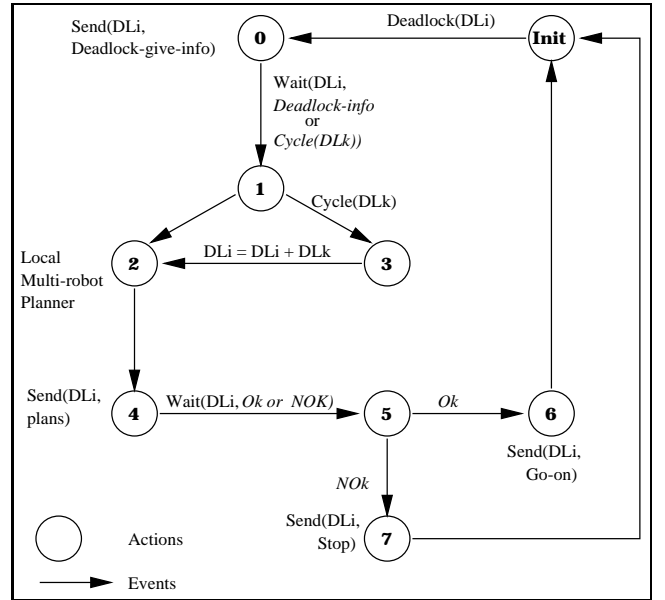 Send(DLi,
Deadlock-give-info)
0
Deadlock(DLi)
Init
Wait(DLi,
Deadlock-info
or
Cycle(DLk))
1
Cycle(DLk)
Local
Multi-robot
Planner
2
DLi = DLi + DLk
3
Send(DLi,
plans)
4
Wait(DLi, Ok or NOK)
5
Ok
6
Send(DLi,
Go-on)
NOk
Send(DLi,
Stop)
7
Actions
Events